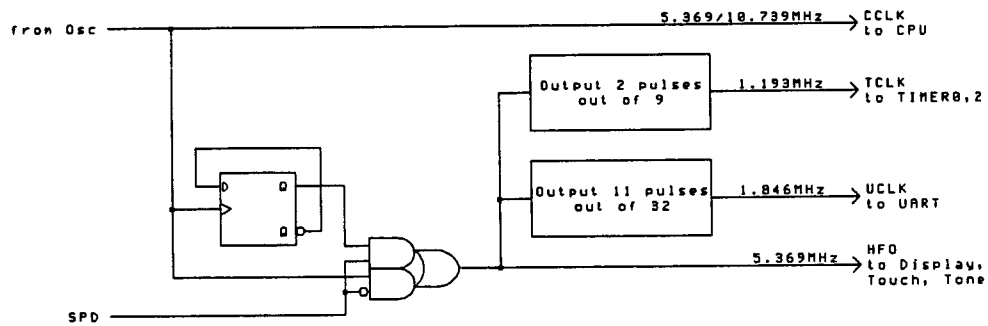 from Osc
5.369/10.739MHz
CCLK
to CPU
Output 2 pulses
out of 9
1.193MHz
TCLK
to TIMER0,2
D
Q
Q
Output 11 pulses
out of 32
1.846MHz
UCLK
to UART
5.369MHz
HFO
to Display,
Touch, Tone
SPD